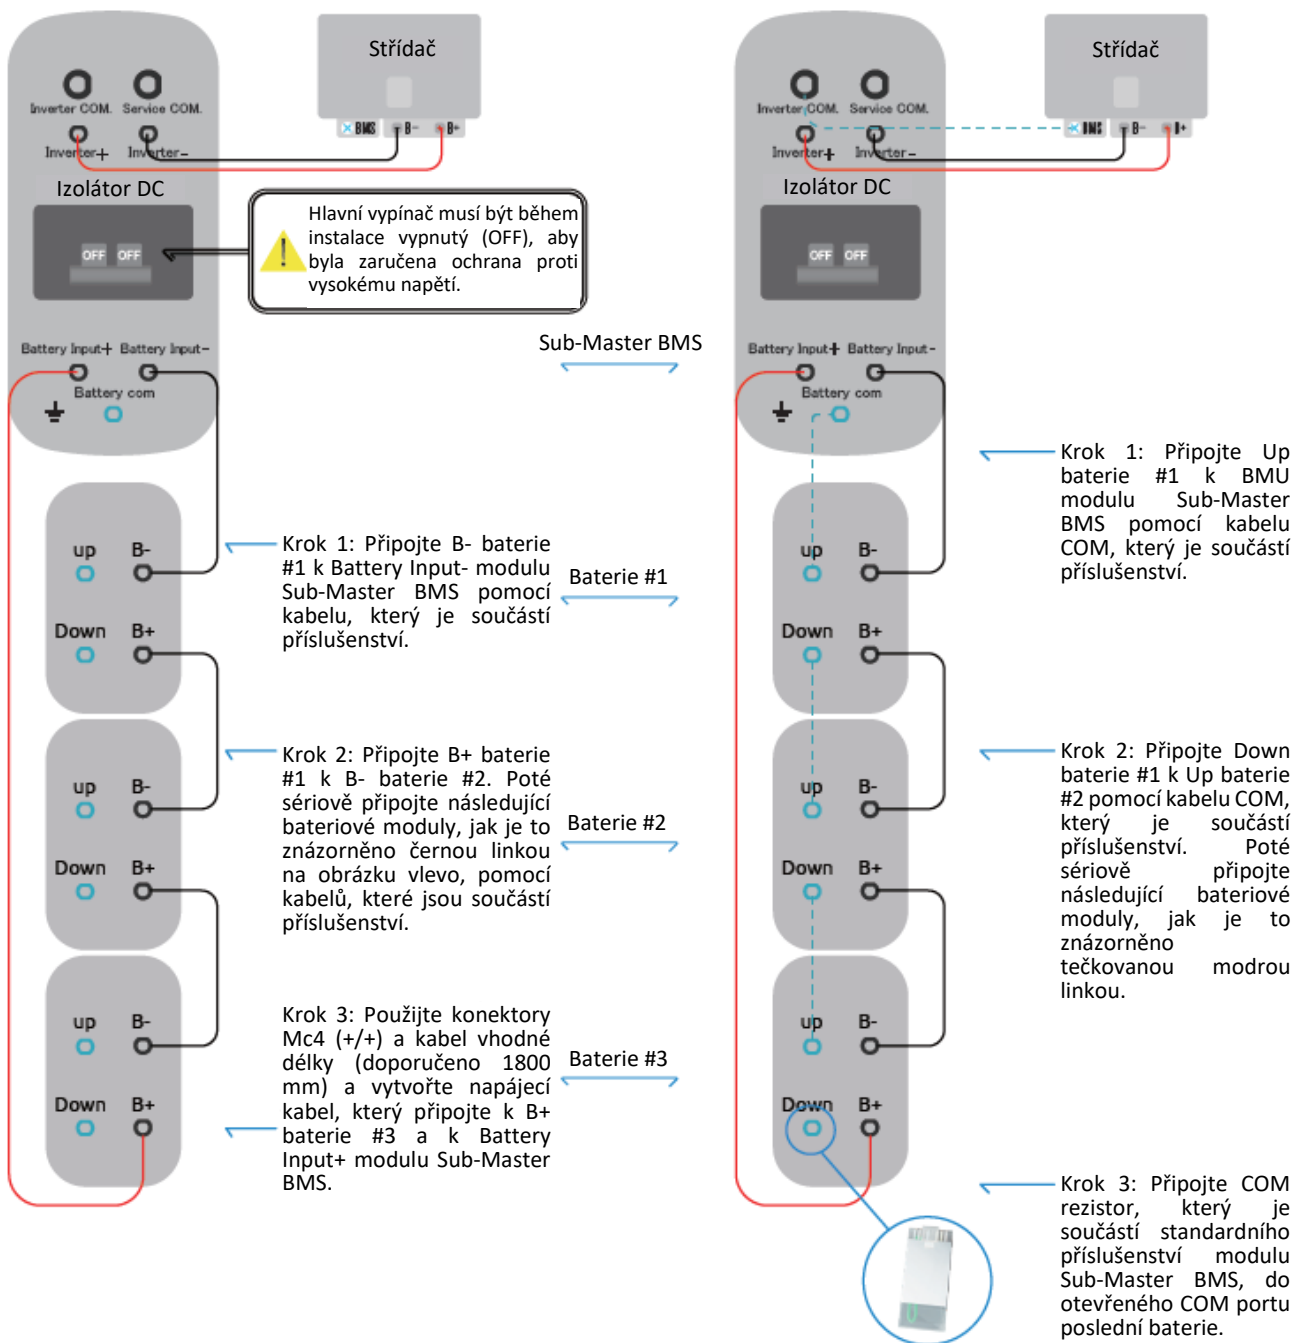 Střídač
Inverter COM. Service COM.
BMS B- B+
Inverter+ Inverter-
Izolátor DC
OFF OFF
Hlavní vypínač musí být během
instalace vypnutý (OFF), aby
byla zaručena ochrana proti
vysokému napětí.
Battery Input+ Battery Input-
Battery com
up B-
Down B+
up B-
Down B+
up B-
Down B+
Krok 1: Připojte B- baterie
#1 k Battery Input- modulu
Sub-Master BMS pomocí
kabelu, který je součástí
příslušenství.
Krok 2: Připojte B+ baterie
#1 k B- baterie #2. Poté
sériově připojte následující
bateriové moduly, jak je to
znázorněno černou linkou
na obrázku vlevo, pomocí
kabelů, které jsou součástí
příslušenství.
Krok 3: Použijte konektory
Mc4 (+/+) a kabel vhodné
délky (doporučeno 1800
mm) a vytvořte napájecí
kabel, který připojte k B+
baterie #3 a k Battery
Input+ modulu Sub-Master
BMS.
Sub-Master BMS
Baterie #1
Baterie #2
Baterie #3
Střídač
Inverter COM. Service COM.
BMS B- B+
Inverter+ Inverter-
Izolátor DC
OFF OFF
Battery Input+ Battery Input-
Battery com
up B-
Down B+
up B-
Down B+
up B-
Down B+
Krok 1: Připojte Up
baterie #1 k BMU
modulu Sub-Master
BMS pomocí kabelu
COM, který je součástí
příslušenství.
Krok 2: Připojte Down
baterie #1 k Up baterie
#2 pomocí kabelu COM,
který je součástí
příslušenství. Poté
sériově připojte
následující bateriové
moduly, jak je to
znázorněno
tečkovanou modrou
linkou.
Krok 3: Připojte COM
rezistor, který je
součástí standardního
příslušenství modulu
Sub-Master BMS, do
otevřeného COM portu
poslední baterie.